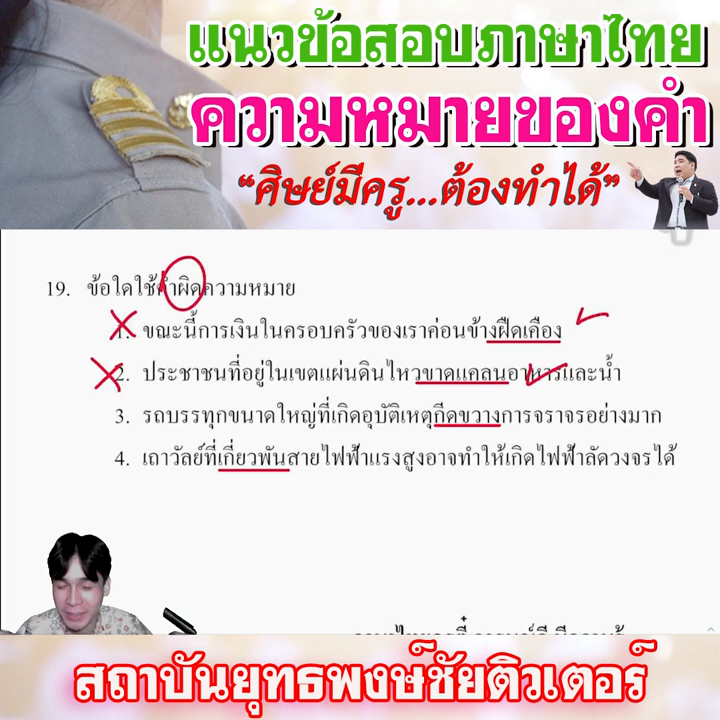 แนวข้อสอบภาษาไทย
ความหมายของคำ
“ศิษย์มีครู...ต้องทำได้”
19. ข้อใดใช้คำผิดความหมาย
1. ขณะนี้การเงินในครอบครัวของเราค่อนข้างฝืดเคือง
2. ประชาชนที่อยู่ในเขตแผ่นดินไหวขาดแคลนอาหารและน้ำ
3. รถบรรทุกขนาดใหญ่ที่เกิดอุบัติเหตุกีดขวางการจราจรอย่างมาก
4. เถาวัลย์ที่เกี่ยวพันสายไฟฟ้าแรงสูงอาจทำให้เกิดไฟฟ้าลัดวงจรได้
สถาบันยุทธพงษ์ชัยติวเตอร์